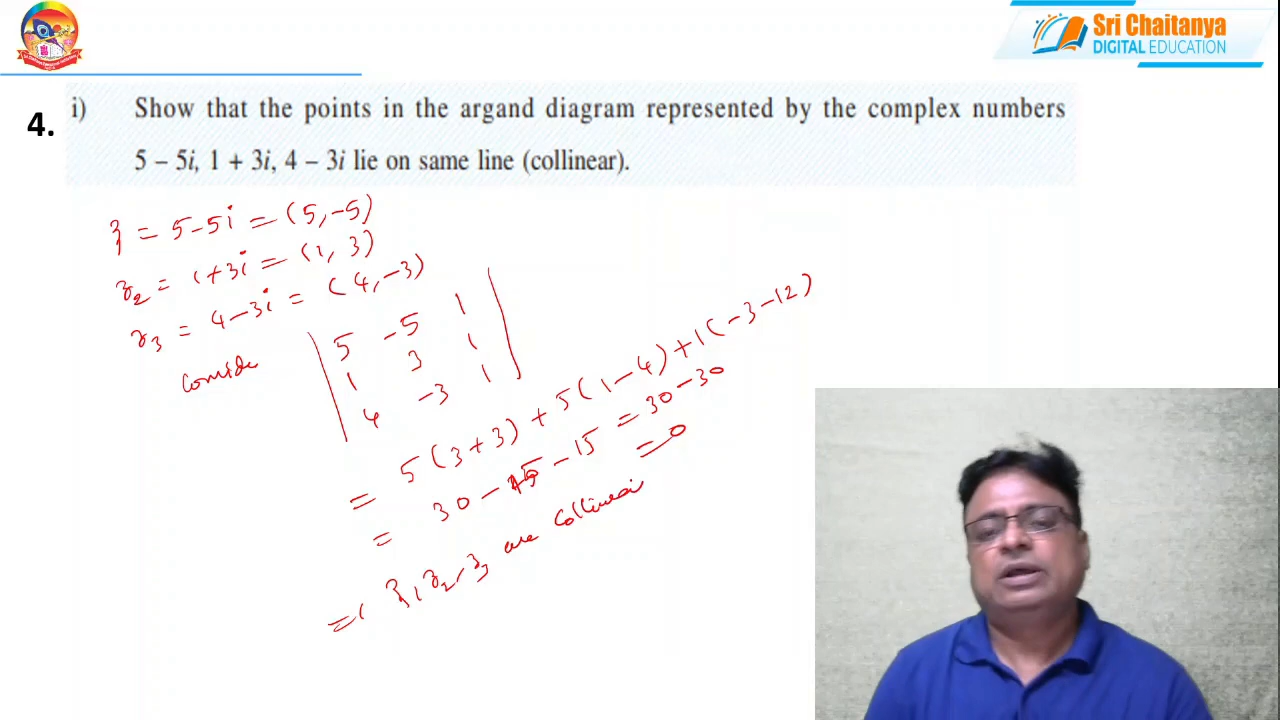 Sri Chaitanya
DIGITAL EDUCATION
4. i) Show that the points in the argand diagram represented by the complex numbers
5 – 5i, 1 + 3i, 4 – 3i lie on same line (collinear).
z = 5-5i = (5,-5)
z2 = 1+3i = (1, 3)
z3 = 4-3i = (4,-3)
Consider
5 -5 1
1 3 1
4 -3 1
= 5(3+3) + 5(1-4) + 1(-3-12)
= 30 - 15 - 15 = 30-30
= 0
= z1, z2, z3 are collinear